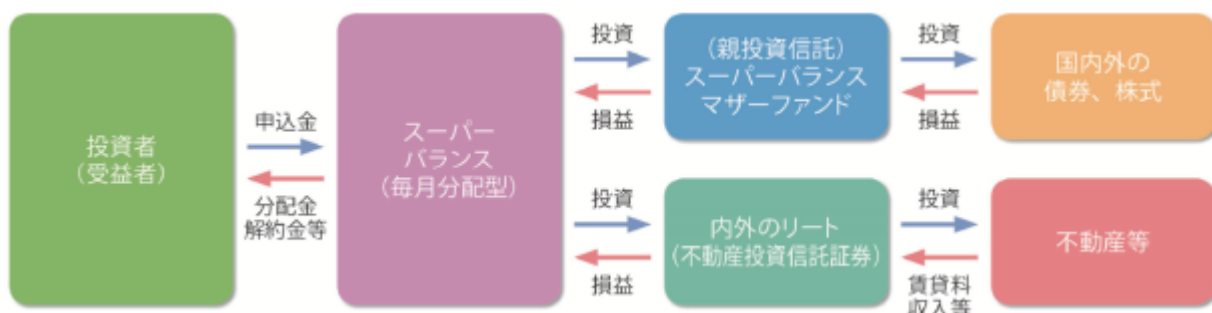 投資者
（受益者）
申込金
分配金
解約金等
スーパー
バランス
（毎月分配型）
投資
損益
（親投資信託）
スーパーバランス
マザーファンド
投資
損益
国内外の
債券、株式
投資
損益
内外のリート
（不動産投資信託証券）
投資
賃貸料
収入等
不動産等